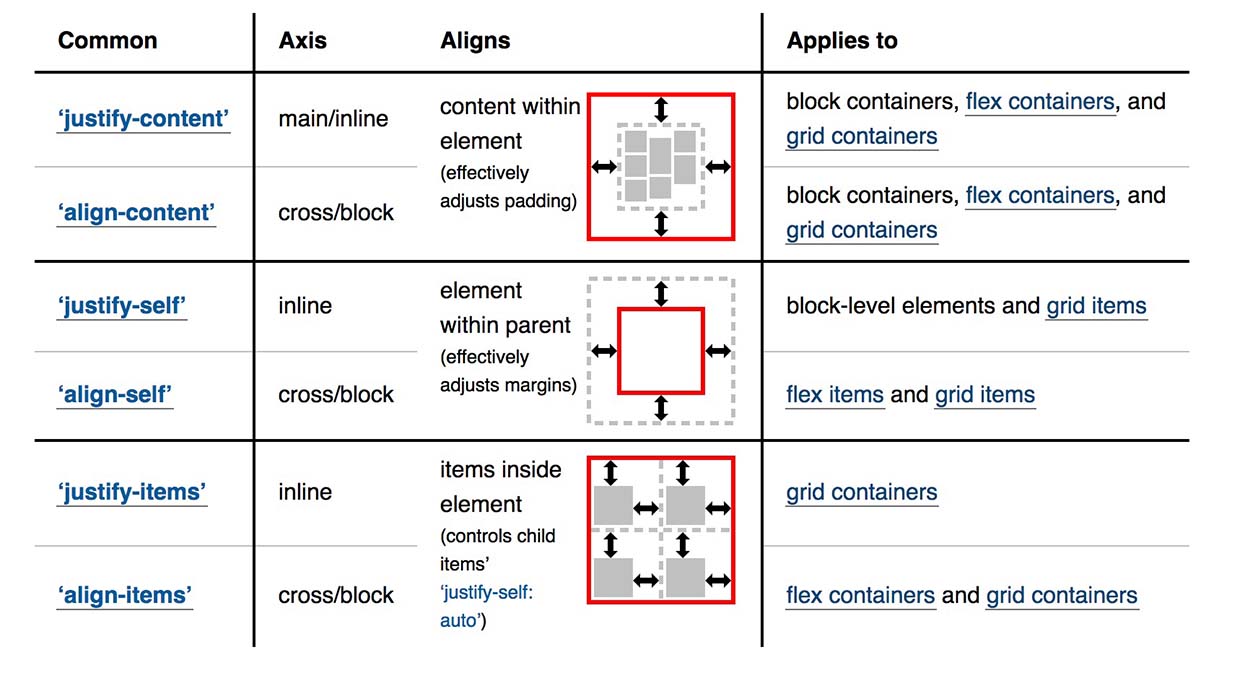 Common Axis Aligns Applies to
‘justify-content’ main/inline
content within
element
(effectively
adjusts padding)
block containers, flex containers, and
grid containers
‘align-content’ cross/block
block containers, flex containers, and
grid containers
‘justify-self’ inline
element
within parent
(effectively
adjusts margins)
block-level elements and grid items
‘align-self’ cross/block
flex items and grid items
‘justify-items’ inline
items inside
element
(controls child
items’
‘justify-self:
auto’)
grid containers
‘align-items’ cross/block
flex containers and grid containers